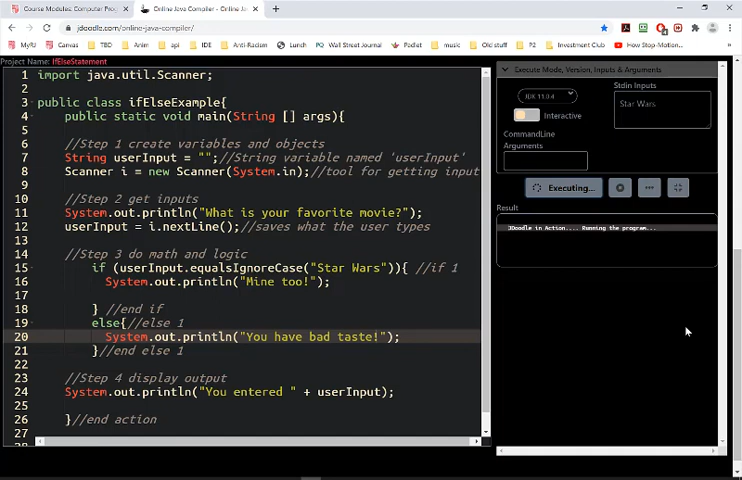 Course Modules: Computer Prog
Online Java Compiler - Online Jav
jdoodle.com/online-java-compiler/
MyRJ
Canvas
TBD
Anim
api
IDE
Anti-Racism
Lunch
Wall Street Journal
Padlet
music
Old stuff
P2
Investment Club
How Stop-Motion...
Project Name: IfElseStatement
1 import java.util.Scanner;
2
3 public class ifElseExample{
4 public static void main(String [] args){
5
6 //Step 1 create variables and objects
7 String userInput = "";//String variable named 'userInput'
8 Scanner i = new Scanner(System.in);//tool for getting input
9
10 //Step 2 get inputs
11 System.out.println("What is your favorite movie?");
12 userInput = i.nextLine();//saves what the user types
13
14 //Step 3 do math and logic
15 if (userInput.equalsIgnoreCase("Star Wars")){ //if 1
16 System.out.println("Mine too!");
17
18 } //end if
19 else{//else 1
20 System.out.println("You have bad taste!");
21 }//end else 1
22
23 //Step 4 display output
24 System.out.println("You entered " + userInput);
25
26 }//end action
27
Execute Mode, Version, Inputs & Arguments
JDK 11.0.4
Interactive
Stdin Inputs
Star Wars
CommandLine
Arguments
Executing...
Result
JDoodle in Action.... Running the program...